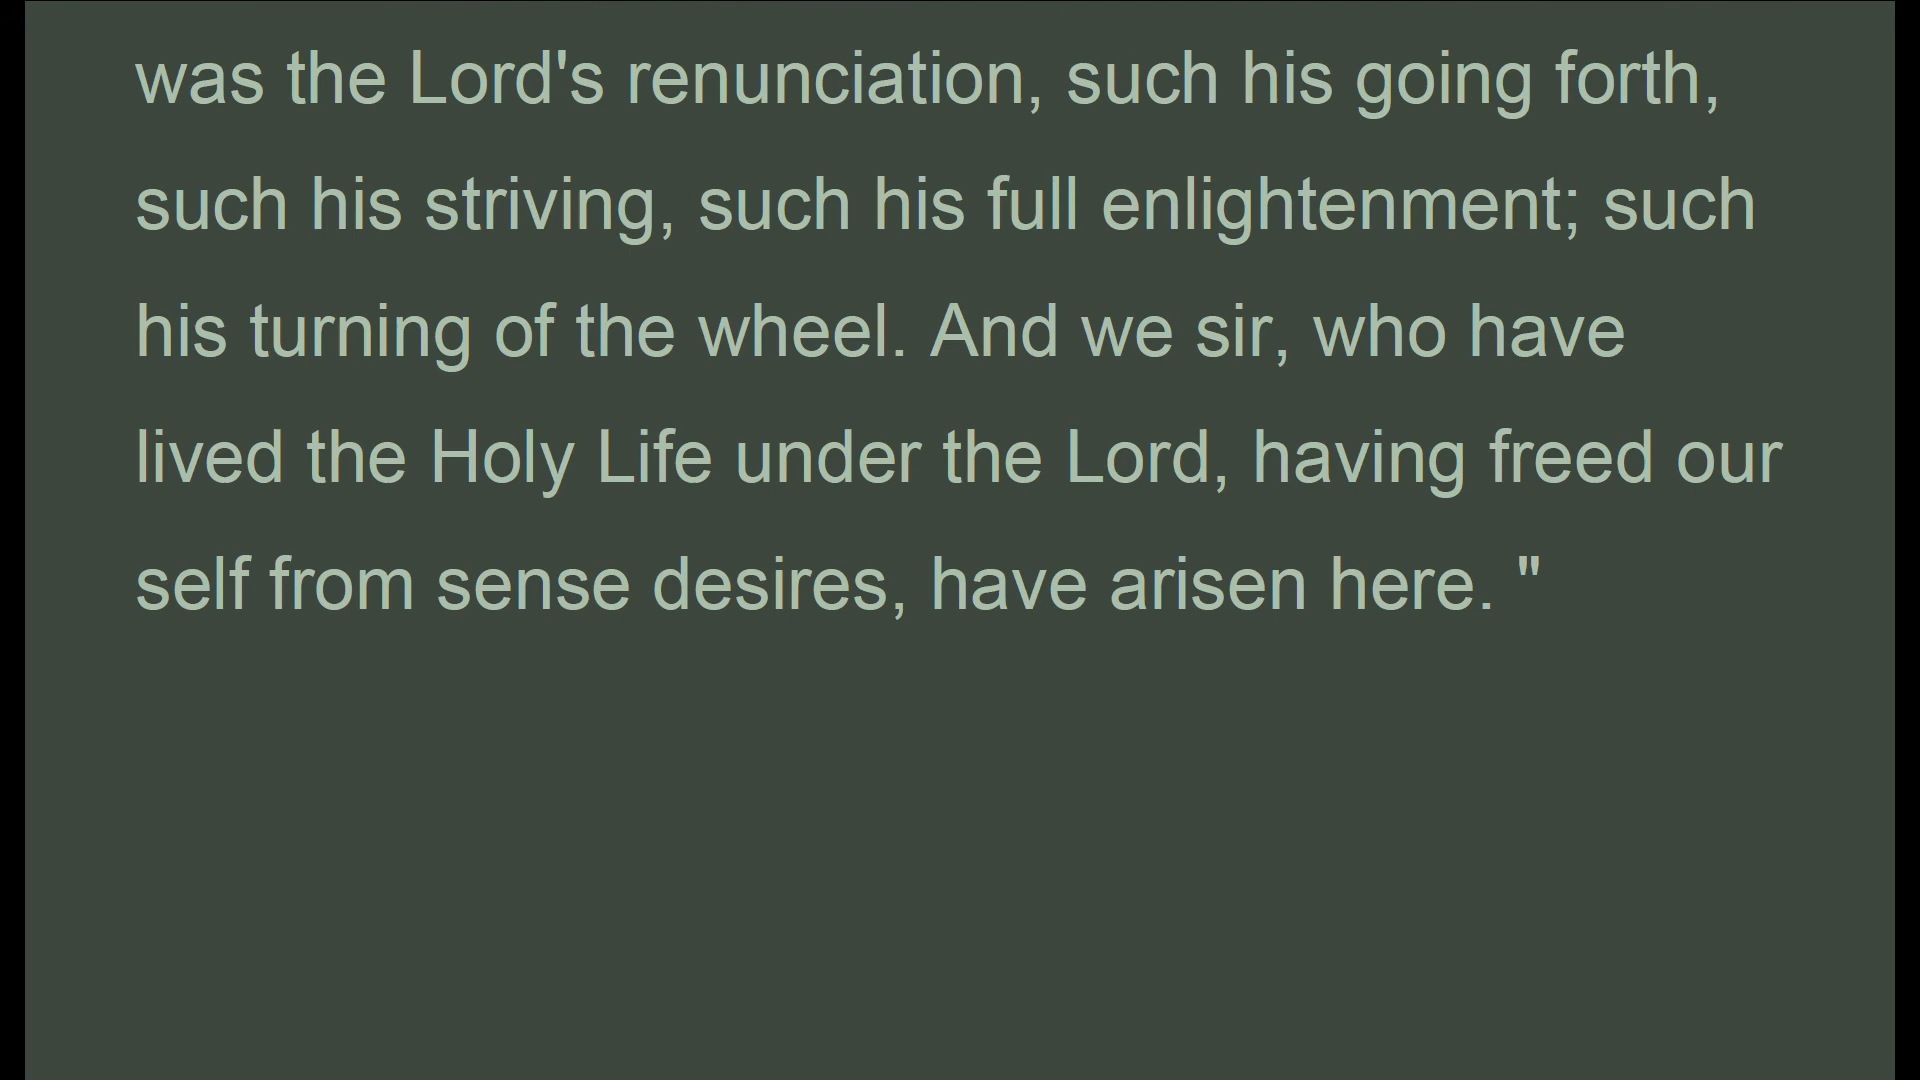 was the Lord's renunciation, such his going forth,
such his striving, such his full enlightenment; such
his turning of the wheel. And we sir, who have
lived the Holy Life under the Lord, having freed our
self from sense desires, have arisen here. "